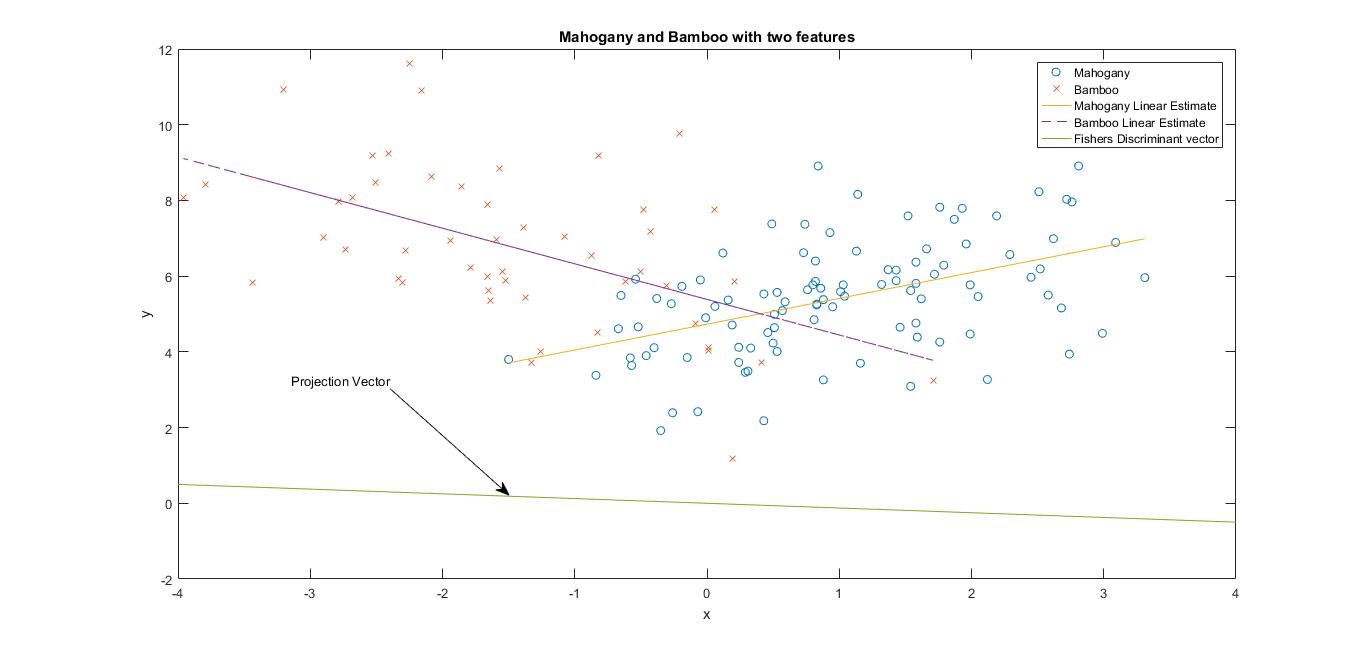 Mahogany and Bamboo with two features
12
10
8
6
4
2
0
-2
y
-4
-3
-2
-1
0
1
2
3
4
x
Mahogany
Bamboo
Mahogany Linear Estimate
Bamboo Linear Estimate
Fishers Discriminant vector
Projection Vector